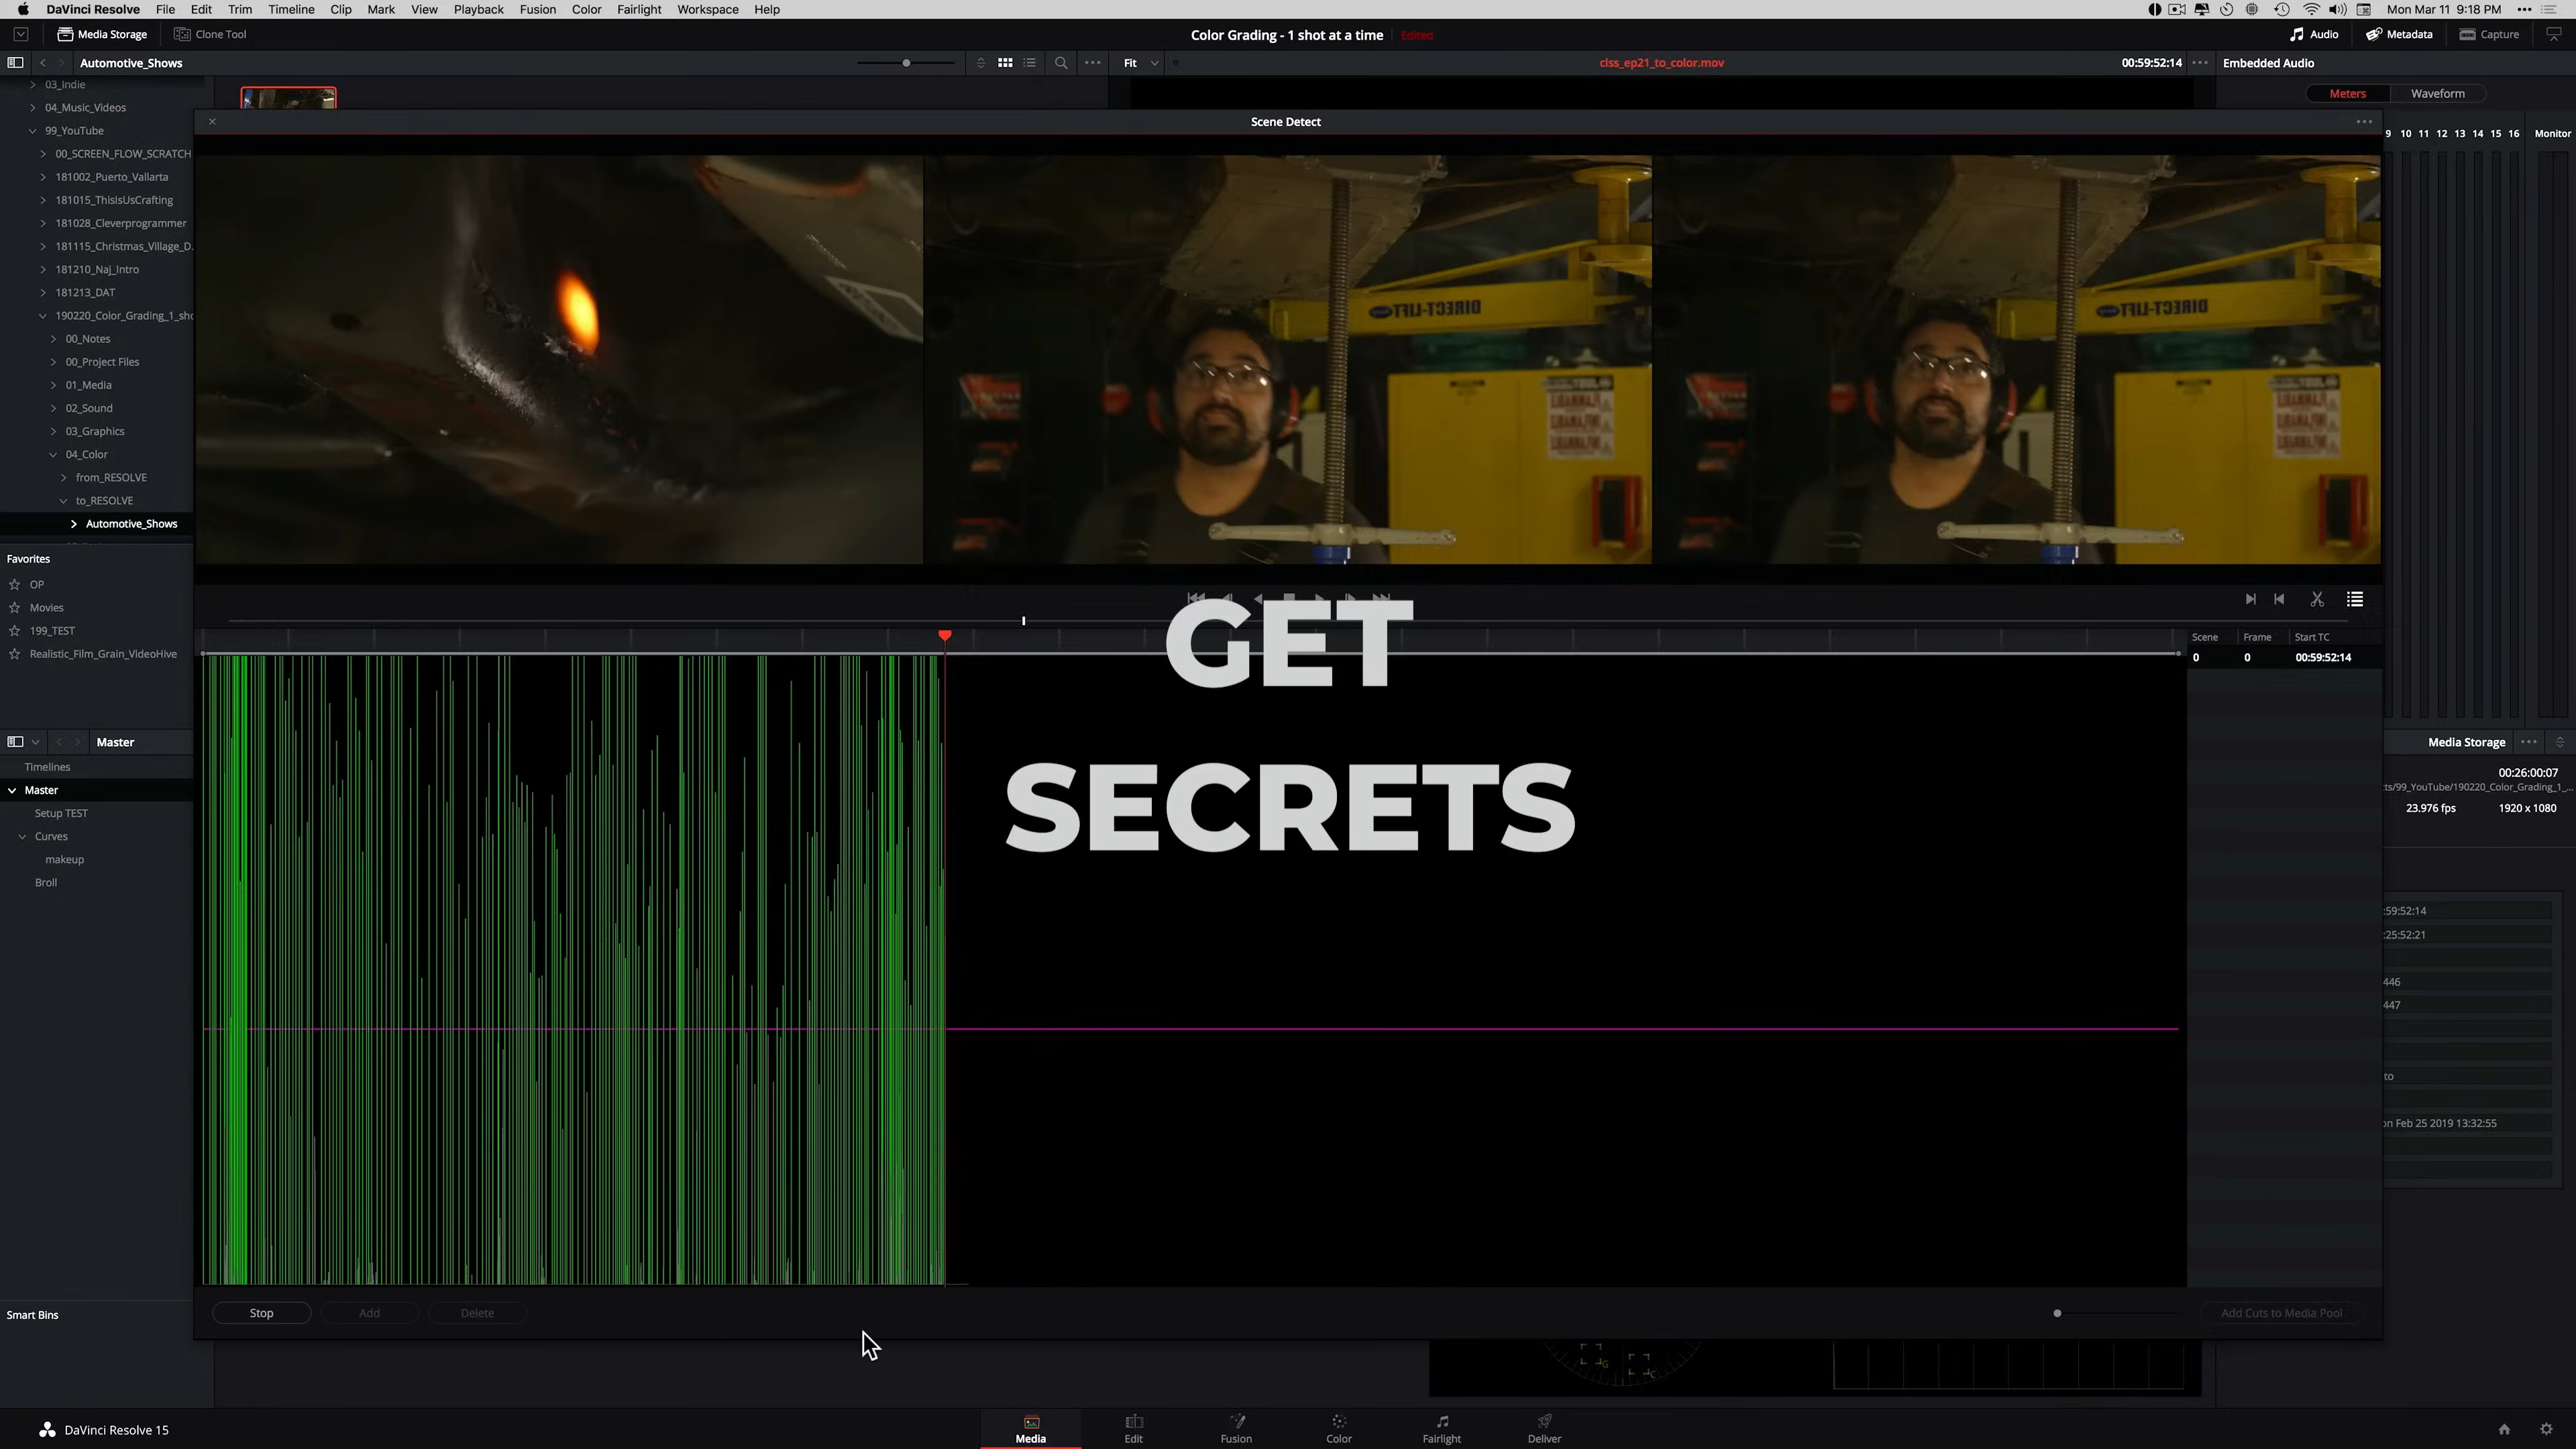 DaVinci Resolve File Edit Trim Timeline Clip Mark View Playback Fusion Color Fairlight Workspace Help Mon Mar 11 9:18 PM
Media Storage Clone Tool Color Grading - 1 shot at a time Edited Audio Metadata Capture
Automotive_Shows Fit clss_ep21_to_color.mov 00:59:52:14 Embedded Audio
Meters Waveform
9 10 11 12 13 14 15 16 Monitor
03_Indie
04_Music_Videos
99_YouTube
00_SCREEN_FLOW_SCRATCH
181002_Puerto_Vallarta
181015_ThisIsUsCrafting
181028_Cleverprogrammer
181115_Christmas_Village_D.
181210_Naj_Intro
181213_DAT
190220_Color_Grading_1_sho
00_Notes
00_Project Files
01_Media
02_Sound
03_Graphics
04_Color
from_RESOLVE
to_RESOLVE
Automotive_Shows
Favorites
OP
Movies
199_TEST
Realistic_Film_Grain_VideoHive
Master
Timelines
Master
Setup TEST
Curves
makeup
Broll
Smart Bins
Scene Detect
DIRECT-LIFT
DIRECT-LIFT
GET
SECRETS
Scene Frame Start TC
0 0 00:59:52:14
Stop Add Delete Add Cuts to Media Pool
Media Storage
00:26:00:07
ts/99_YouTube/190220_Color_Grading_1_...
23.976 fps 1920 x 1080
:59:52:14
:25:52:21
446
447
to
on Feb 25 2019 13:32:55
G
C
DaVinci Resolve 15 Media Edit Fusion Color Fairlight Deliver